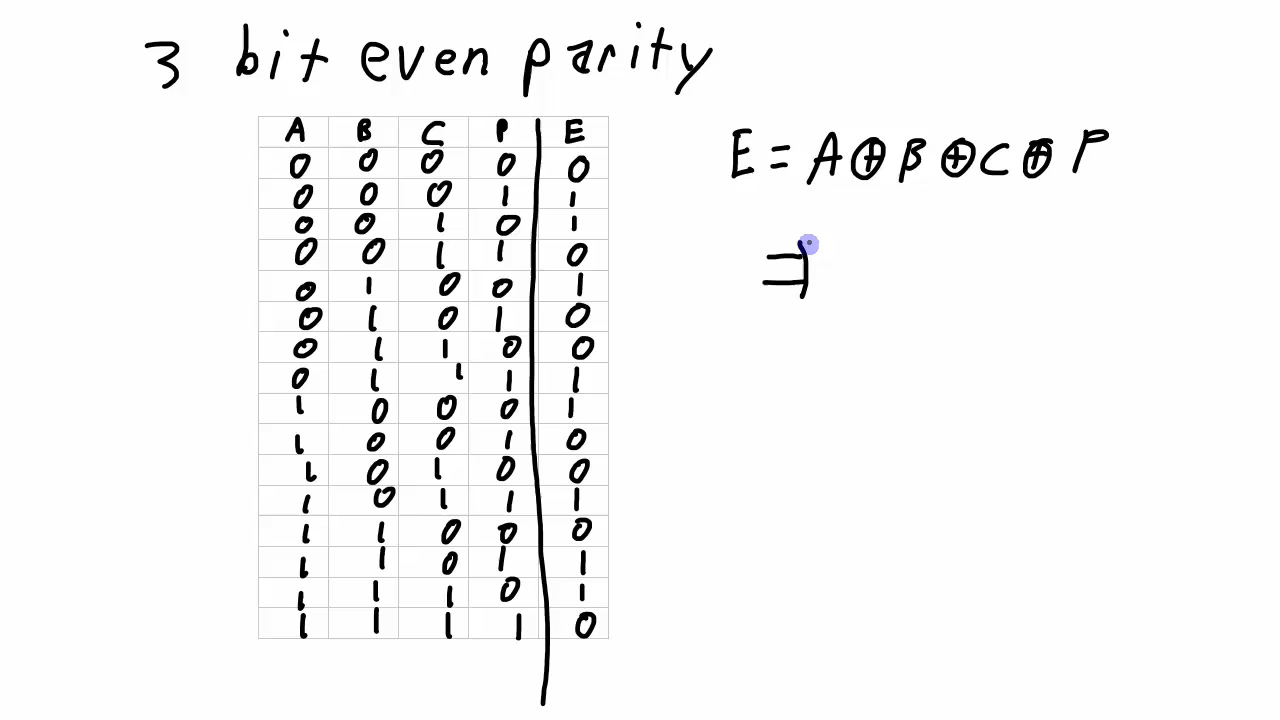 3 bit even parity
A B C P E
0 0 0 0 0
0 0 0 1 1
0 0 1 0 1
0 0 1 1 0
0 1 0 0 1
0 1 0 1 0
0 1 1 0 0
0 1 1 1 1
1 0 0 0 1
1 0 0 1 0
1 0 1 0 0
1 0 1 1 1
1 1 0 0 0
1 1 0 1 1
1 1 1 0 1
1 1 1 1 0
E = A ⊕ B ⊕ C ⊕ P